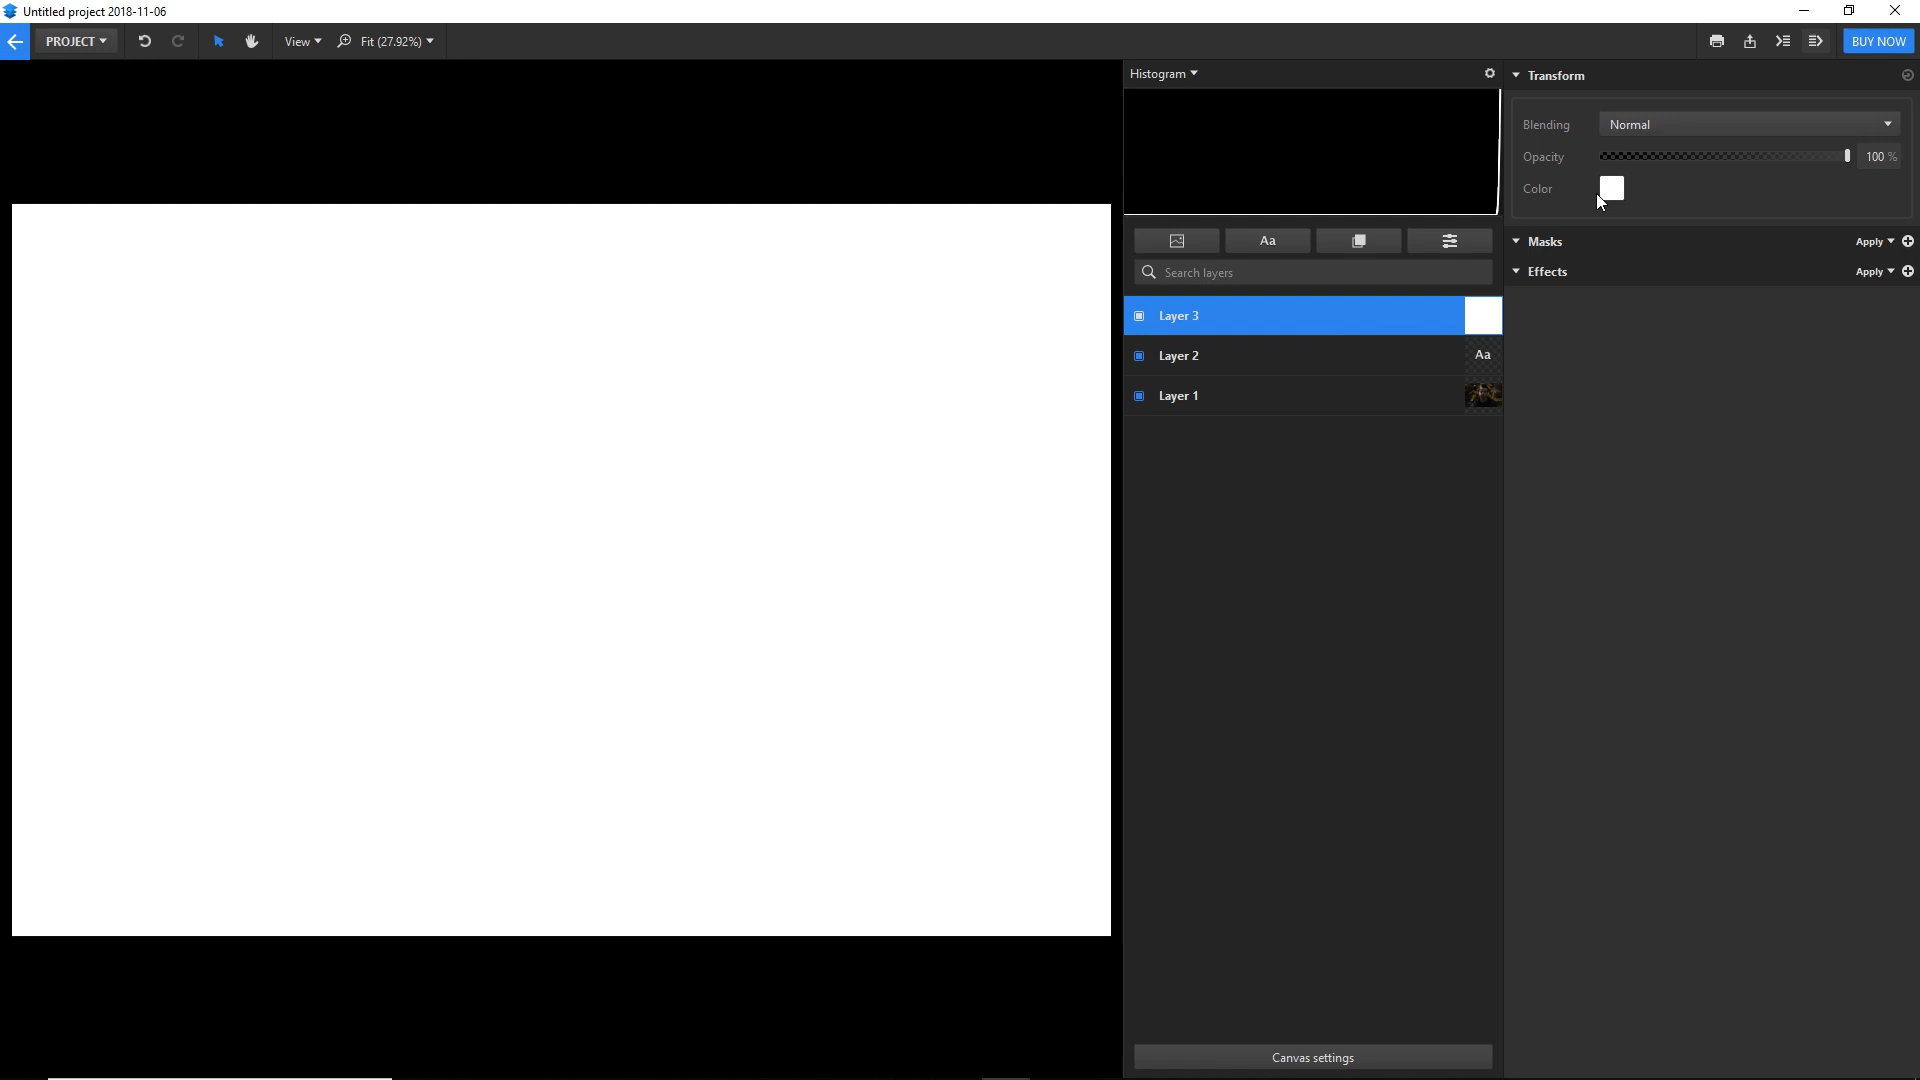 Untitled project 2018-11-06
PROJECT
View
Fit (27.92%)
BUY NOW
Histogram
Transform
Blending
Normal
Opacity
100 %
Color
Aa
Masks
Apply
Search layers
Effects
Apply
Layer 3
Layer 2
Aa
Layer 1
Canvas settings